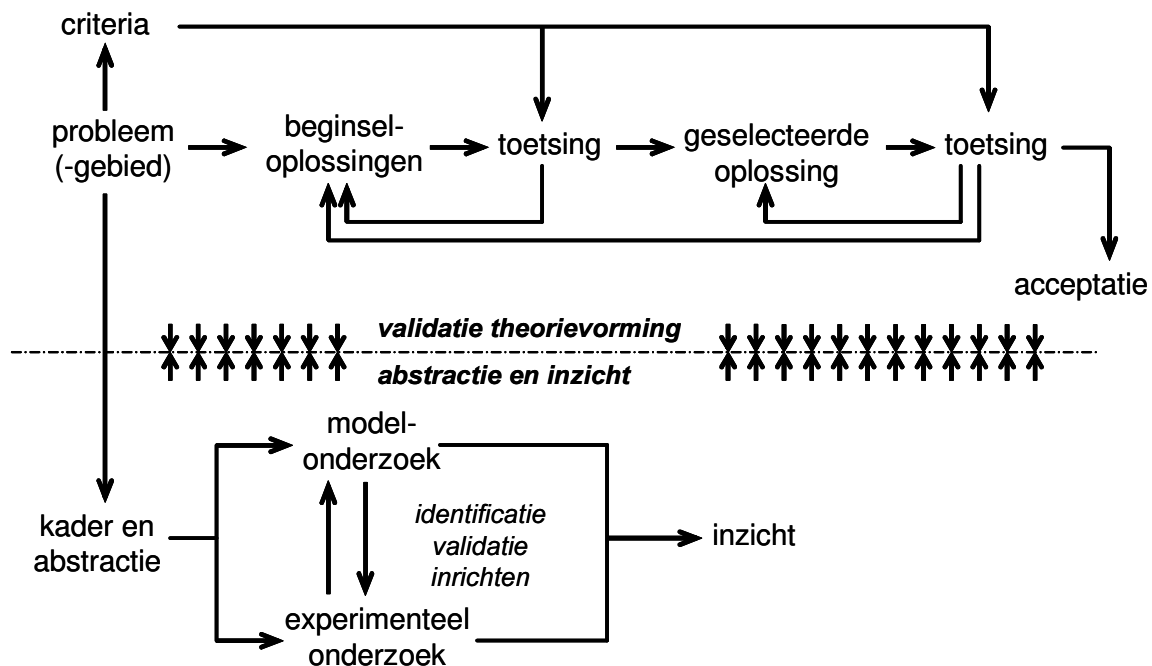 criteria
probleem
(-gebied)
beginsel-
oplossingen
toetsing
geselecteerde
oplossing
toetsing
acceptatie
validatie theorievorming
abstractie en inzicht
model-
onderzoek
kader en
abstractie
identificatie
validatie
inrichten
inzicht
experimenteel
onderzoek